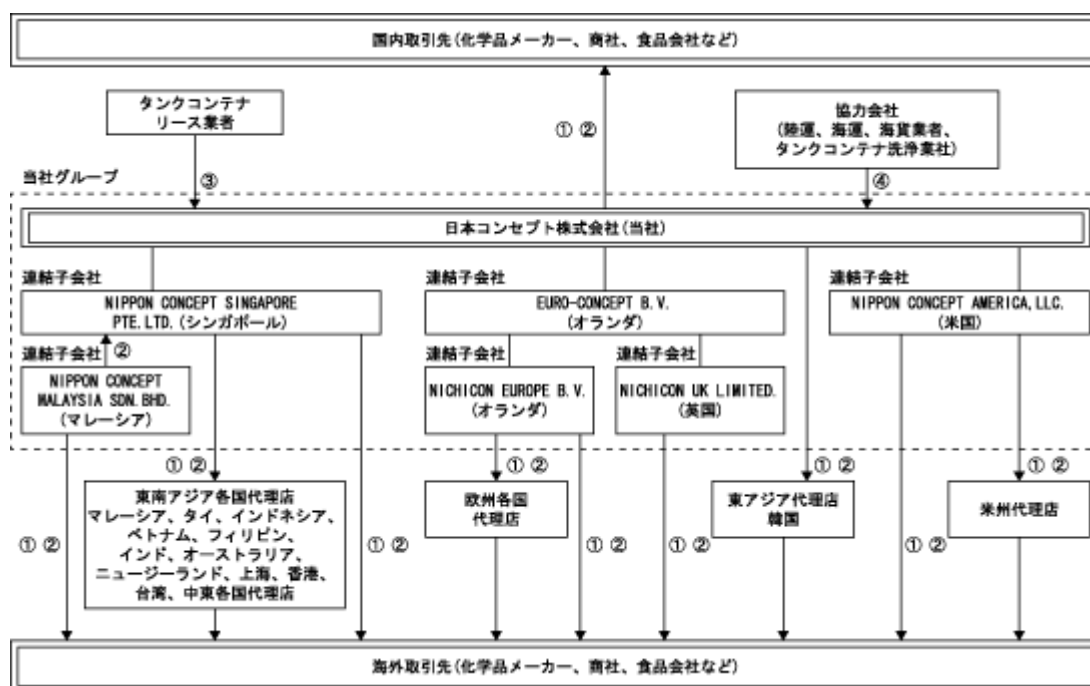 国内取引先(化学品メーカー、商社、食品会社など)
タンクコンテナ
リース業者
① ②
協力会社
(陸運、海運、海貨業者、
タンクコンテナ洗浄業社)
当社グループ
③
④
日本コンセプト株式会社(当社)
連結子会社
NIPPON CONCEPT SINGAPORE
PTE.LTD.(シンガポール)
連結子会社
EURO-CONCEPT B.V.
(オランダ)
連結子会社
NIPPON CONCEPT AMERICA,LLC.
(米国)
連結子会社
②
NIPPON CONCEPT
MALAYSIA SDN.BHD.
(マレーシア)
連結子会社
NICHICON EUROPE B.V.
(オランダ)
連結子会社
NICHICON UK LIMITED.
(英国)
① ②
① ②
① ②
① ②
東南アジア各国代理店
マレーシア、タイ、インドネシア、
ベトナム、フィリピン、
インド、オーストラリア、
ニュージーランド、上海、香港、
台湾、中東各国代理店
欧州各国
代理店
東アジア代理店
韓国
米州代理店
① ②
① ②
① ②
① ②
① ②
海外取引先(化学品メーカー、商社、食品会社など)